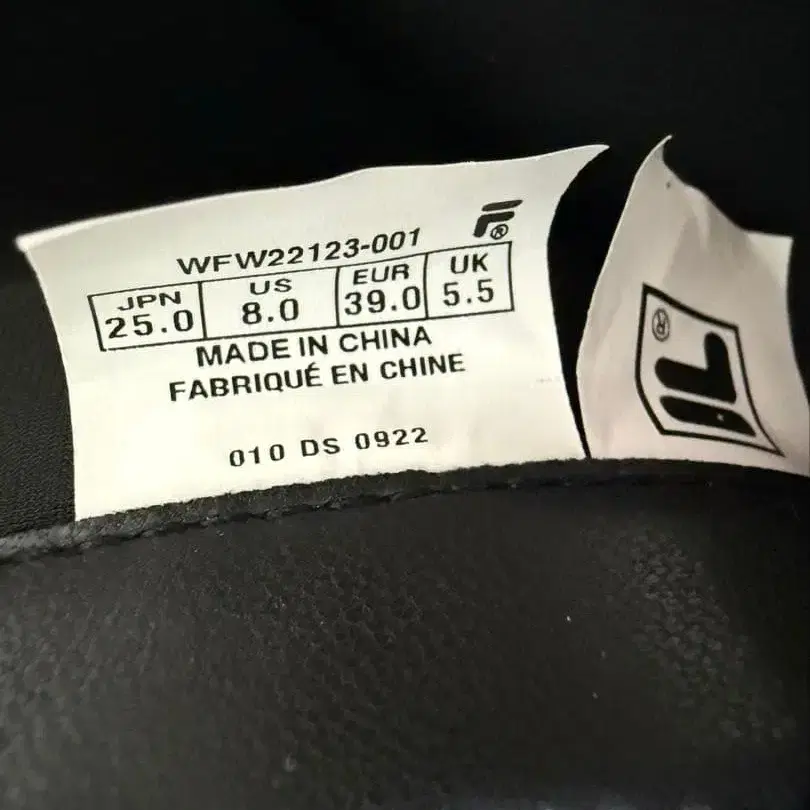 WFW22123-001
JPN US EUR UK
25.0 8.0 39.0 5.5
MADE IN CHINA
FABRIQUÉ EN CHINE
010 DS 0922